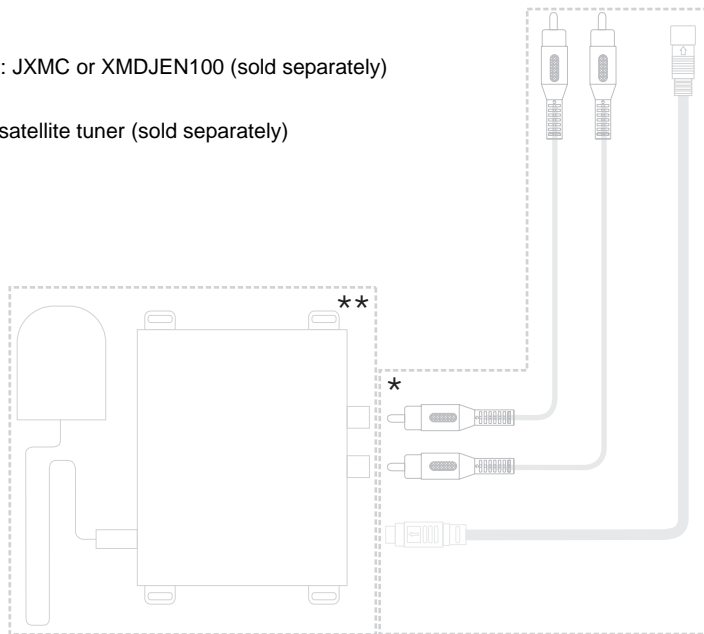 : JXMC or XMDJEN100 (sold separately)
satellite tuner (sold separately)
**
*